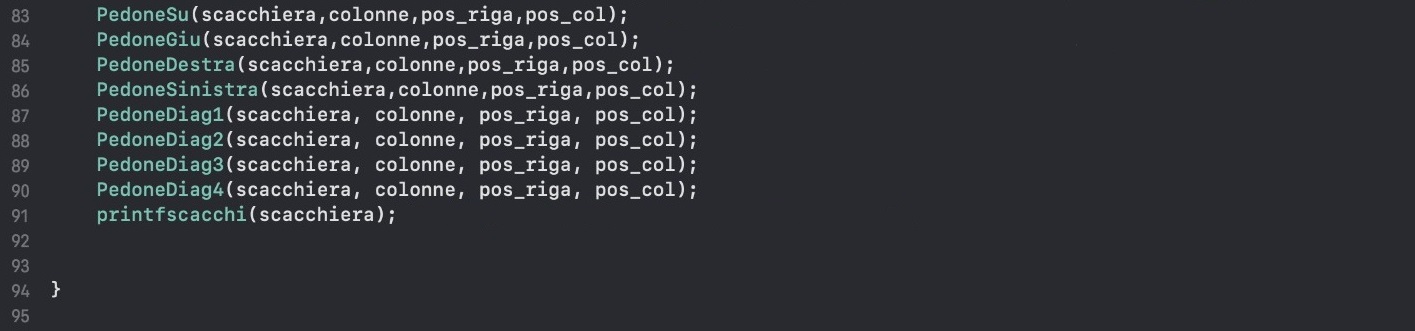 83 PedoneSu(scacchiera,colonne,pos_riga,pos_col);
84 PedoneGiu(scacchiera,colonne,pos_riga,pos_col);
85 PedoneDestra(scacchiera,colonne,pos_riga,pos_col);
86 PedoneSinistra(scacchiera,colonne,pos_riga,pos_col);
87 PedoneDiag1(scacchiera, colonne, pos_riga, pos_col);
88 PedoneDiag2(scacchiera, colonne, pos_riga, pos_col);
89 PedoneDiag3(scacchiera, colonne, pos_riga, pos_col);
90 PedoneDiag4(scacchiera, colonne, pos_riga, pos_col);
91 printfscacchi(scacchiera);
92
93
94 }
95